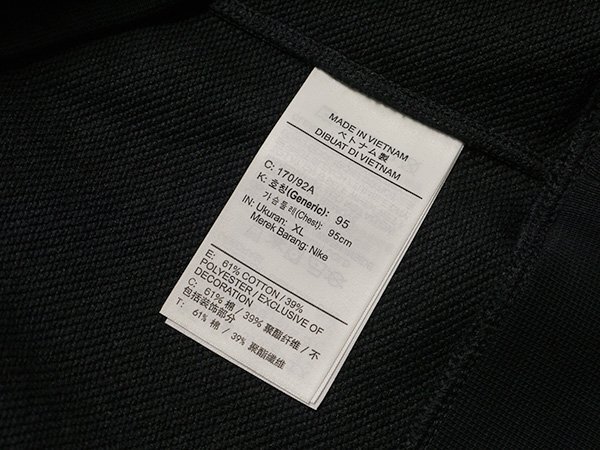 MADE IN VIETNAM
ベトナム製
DIBUAT DI VIETNAM
C: 170/92A
K: 호칭(Generic): 95
가슴둘레(Chest): 95cm
IN: Ukuran: XL
Merek Barang: Nike
E: 61% COTTON / 39%
POLYESTER / EXCLUSIVE OF
DECORATION
C: 61% 棉 / 39% 聚酯纤维 / 不
包括装饰部分
T: 61% 棉 / 39% 聚酯纖維